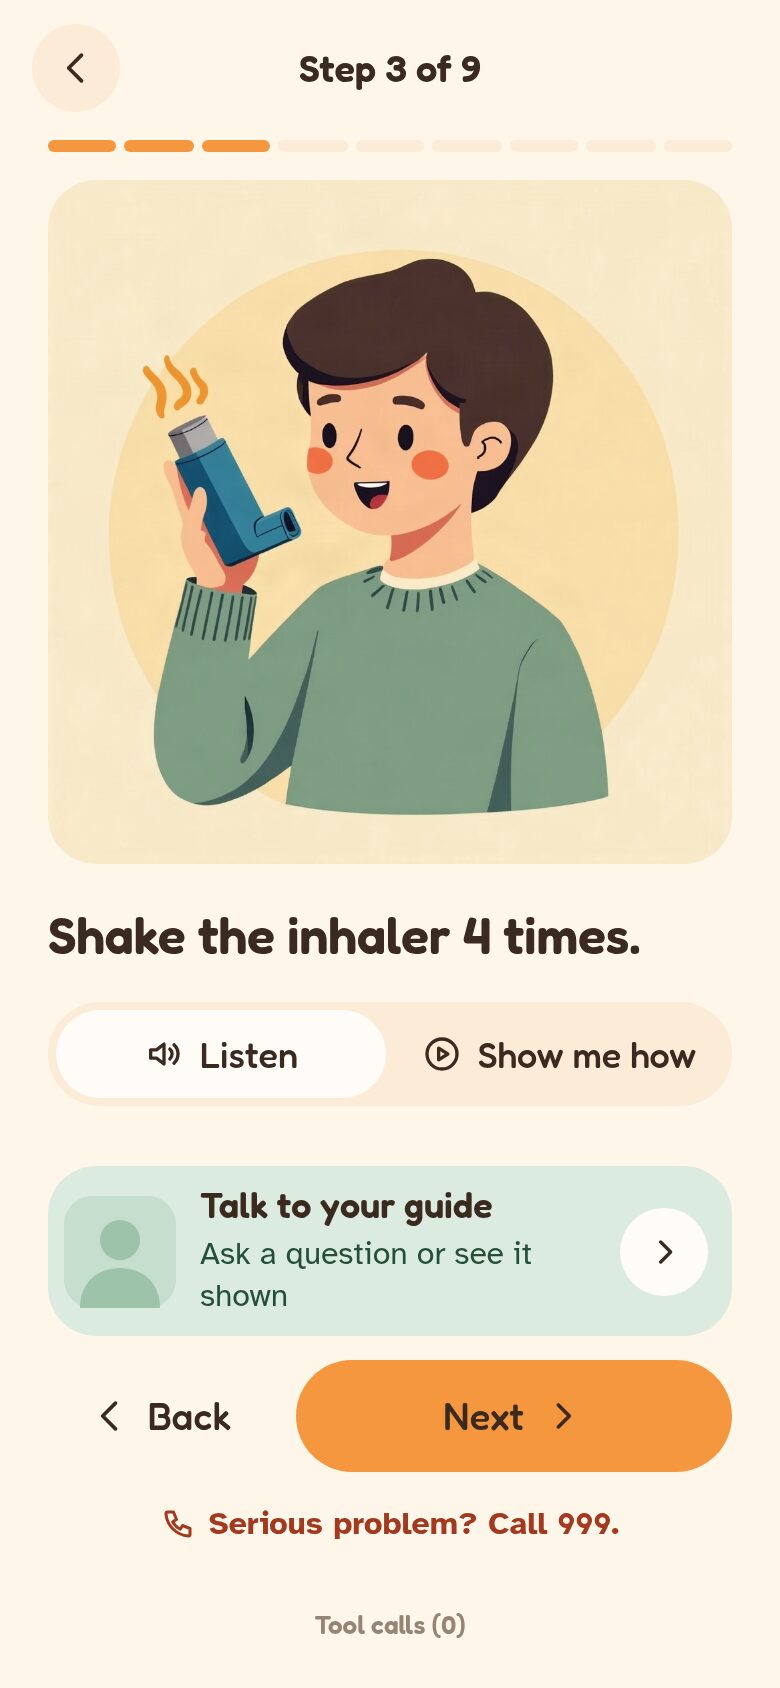 Step 3 of 9
Shake the inhaler 4 times.
Listen
Show me how
Talk to your guide
Ask a question or see it
shown
Back
Next
Serious problem? Call 999.
Tool calls (0)